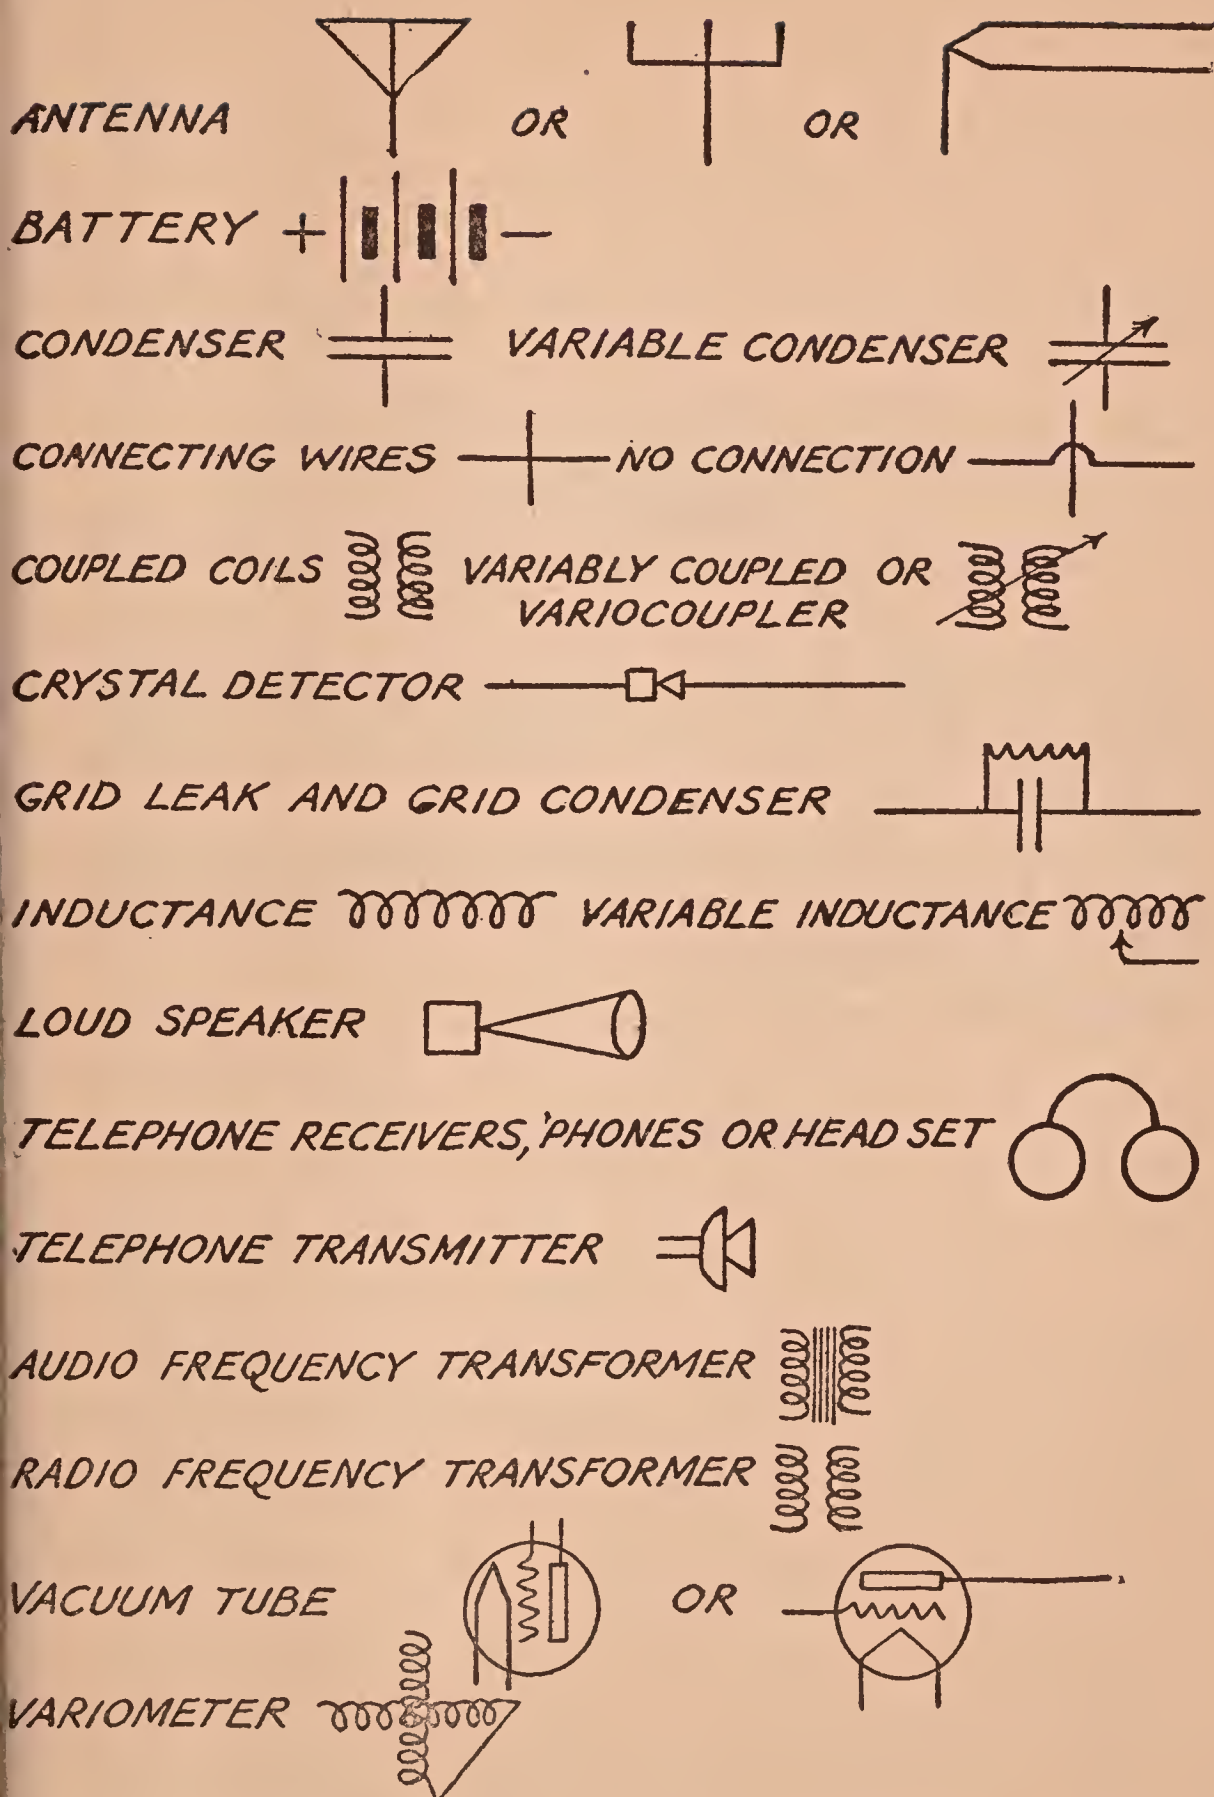 ANTENNA OR OR
BATTERY + −
CONDENSER VARIABLE CONDENSER
CONNECTING WIRES NO CONNECTION
COUPLED COILS VARIABLY COUPLED OR
VARIOCOUPLER
CRYSTAL DETECTOR
GRID LEAK AND GRID CONDENSER
INDUCTANCE VARIABLE INDUCTANCE
LOUD SPEAKER
TELEPHONE RECEIVERS, 'PHONES OR HEAD SET
TELEPHONE TRANSMITTER
AUDIO FREQUENCY TRANSFORMER
RADIO FREQUENCY TRANSFORMER
VACUUM TUBE OR
VARIOMETER